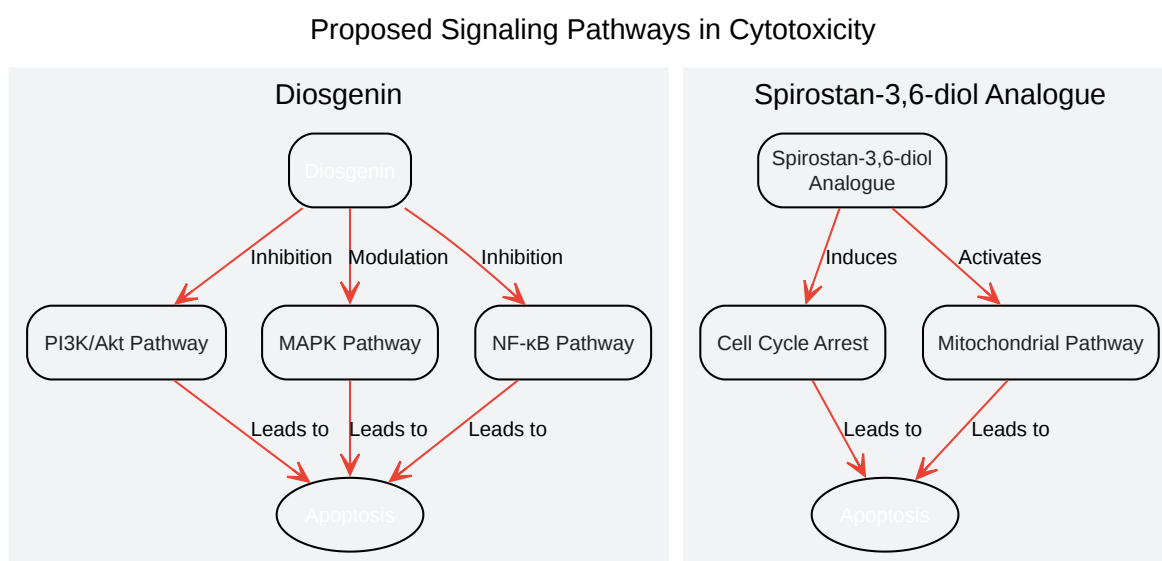 Proposed Signaling Pathways in Cytotoxicity
Diosgenin
Diosgenin
Inhibition
Modulation
Inhibition
PI3K/Akt Pathway
MAPK Pathway
NF-κB Pathway
Leads to
Leads to
Leads to
Apoptosis
Spirostan-3,6-diol Analogue
Spirostan-3,6-diol
Analogue
Induces
Activates
Cell Cycle Arrest
Mitochondrial Pathway
Leads to
Leads to
Apoptosis